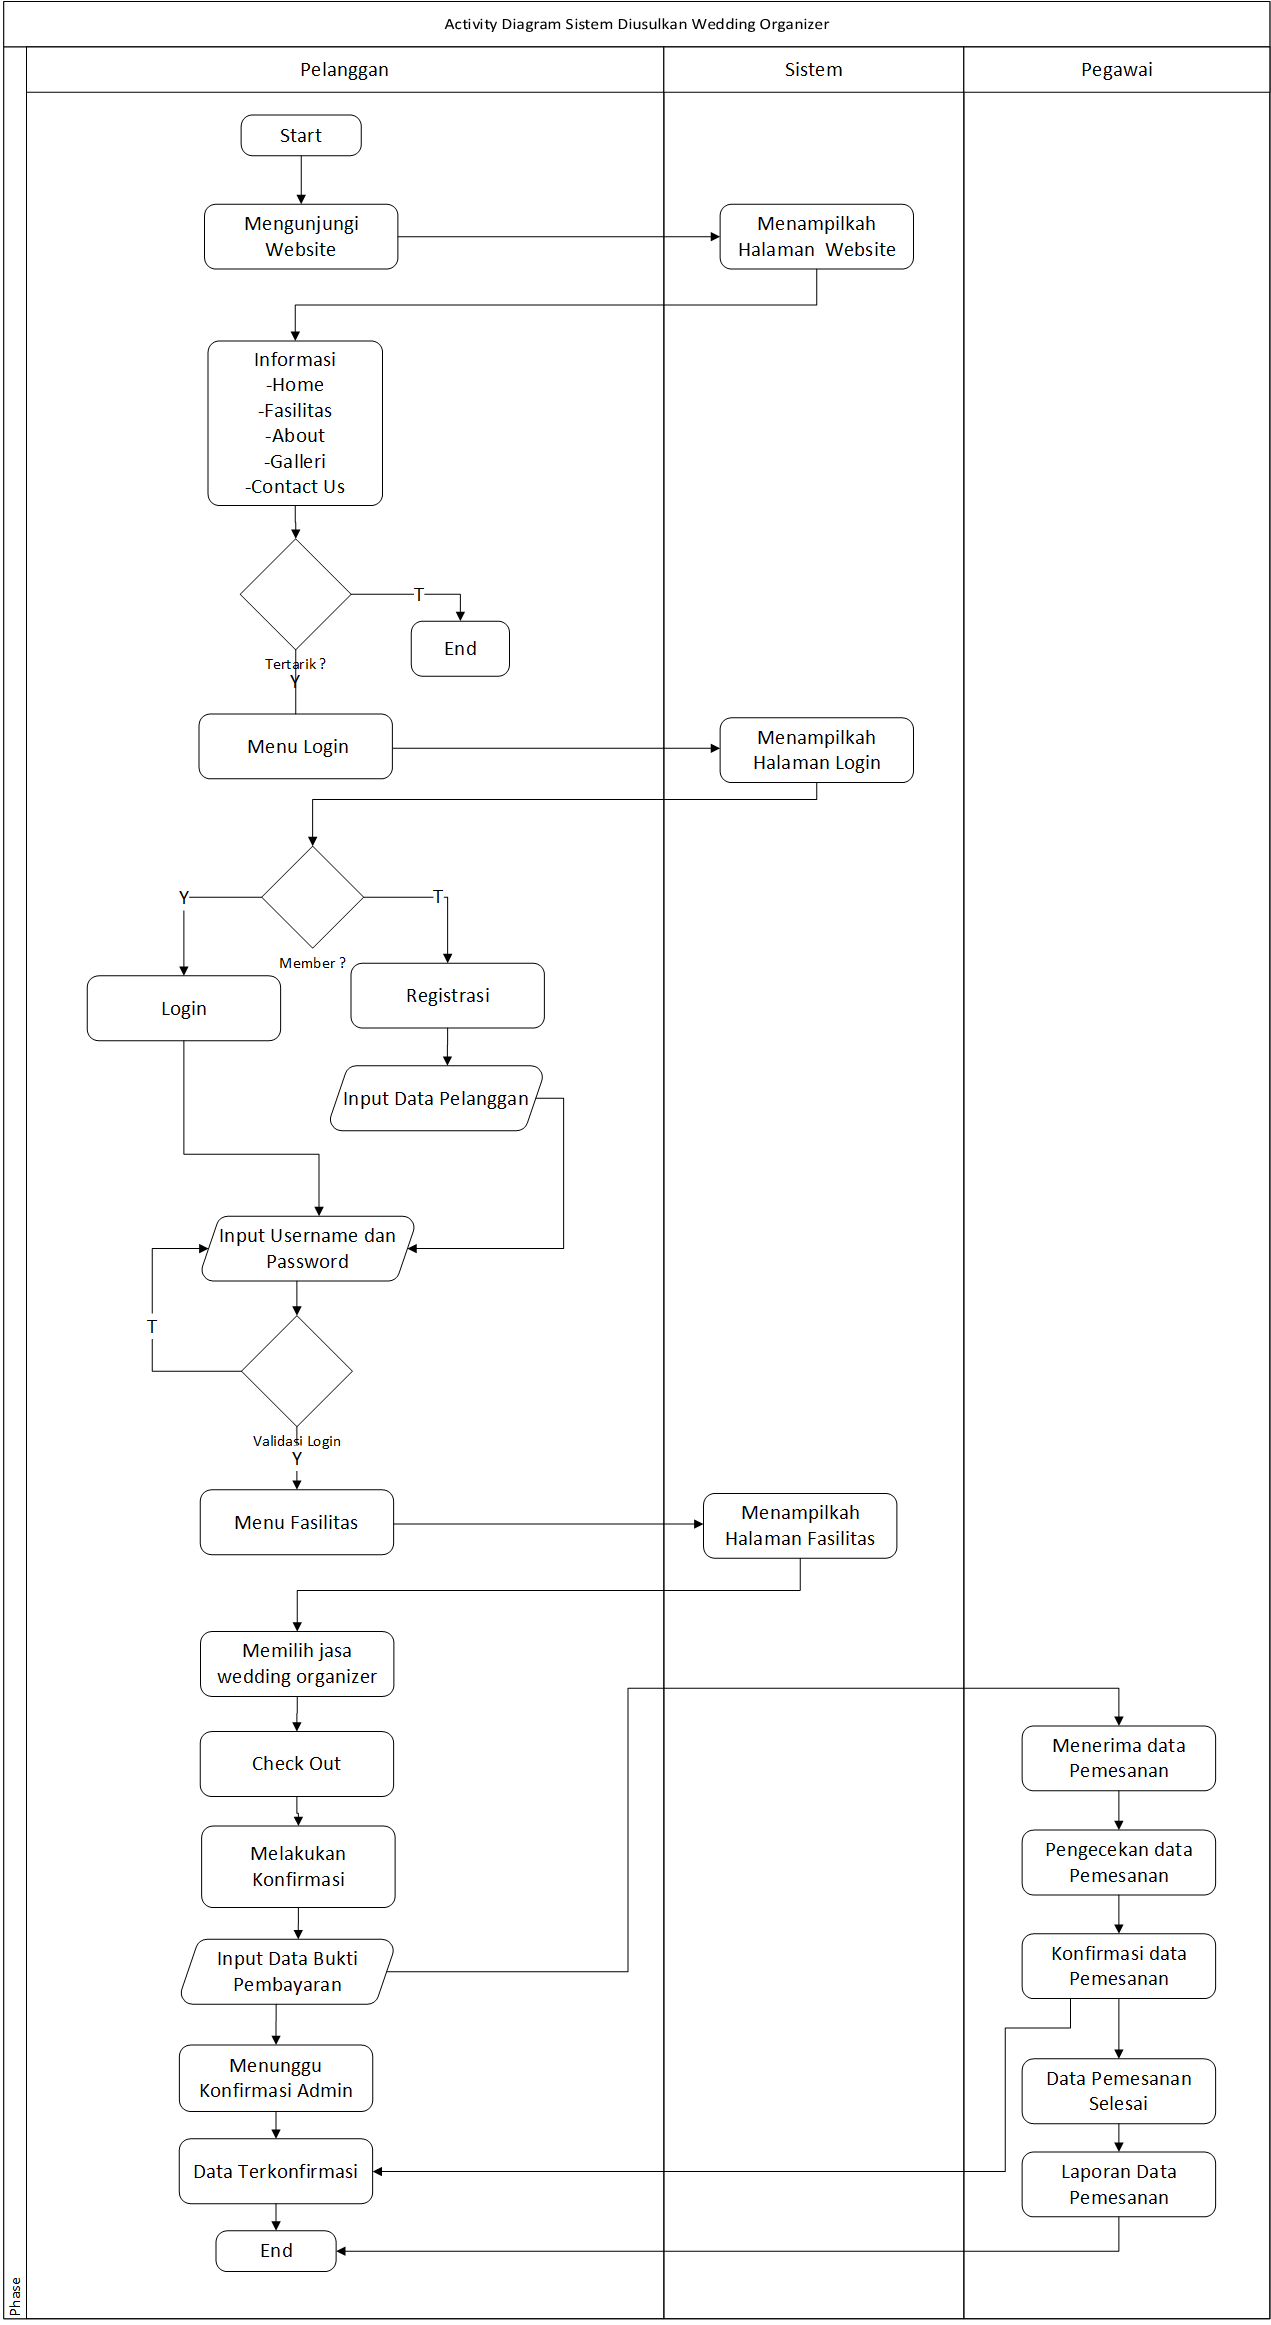 Activity Diagram Sistem Diusulkan Wedding Organizer
Pelanggan
Sistem
Pegawai
Start
Mengunjungi
Website
Menampilkah
Halaman  Website
Informasi
-Home
-Fasilitas
-About
-Galleri
-Contact Us
T
End
Tertarik ?
Y
Menu Login
Menampilkah
Halaman Login
Y
T
Member ?
Login
Registrasi
Input Data Pelanggan
Input Username dan
Password
T
Validasi Login
Y
Menu Fasilitas
Menampilkah
Halaman Fasilitas
Memilih jasa
wedding organizer
Check Out
Melakukan
Konfirmasi
Input Data Bukti
Pembayaran
Menunggu
Konfirmasi Admin
Data Terkonfirmasi
End
Menerima data
Pemesanan
Pengecekan data
Pemesanan
Konfirmasi data
Pemesanan
Data Pemesanan
Selesai
Laporan Data
Pemesanan
Phase